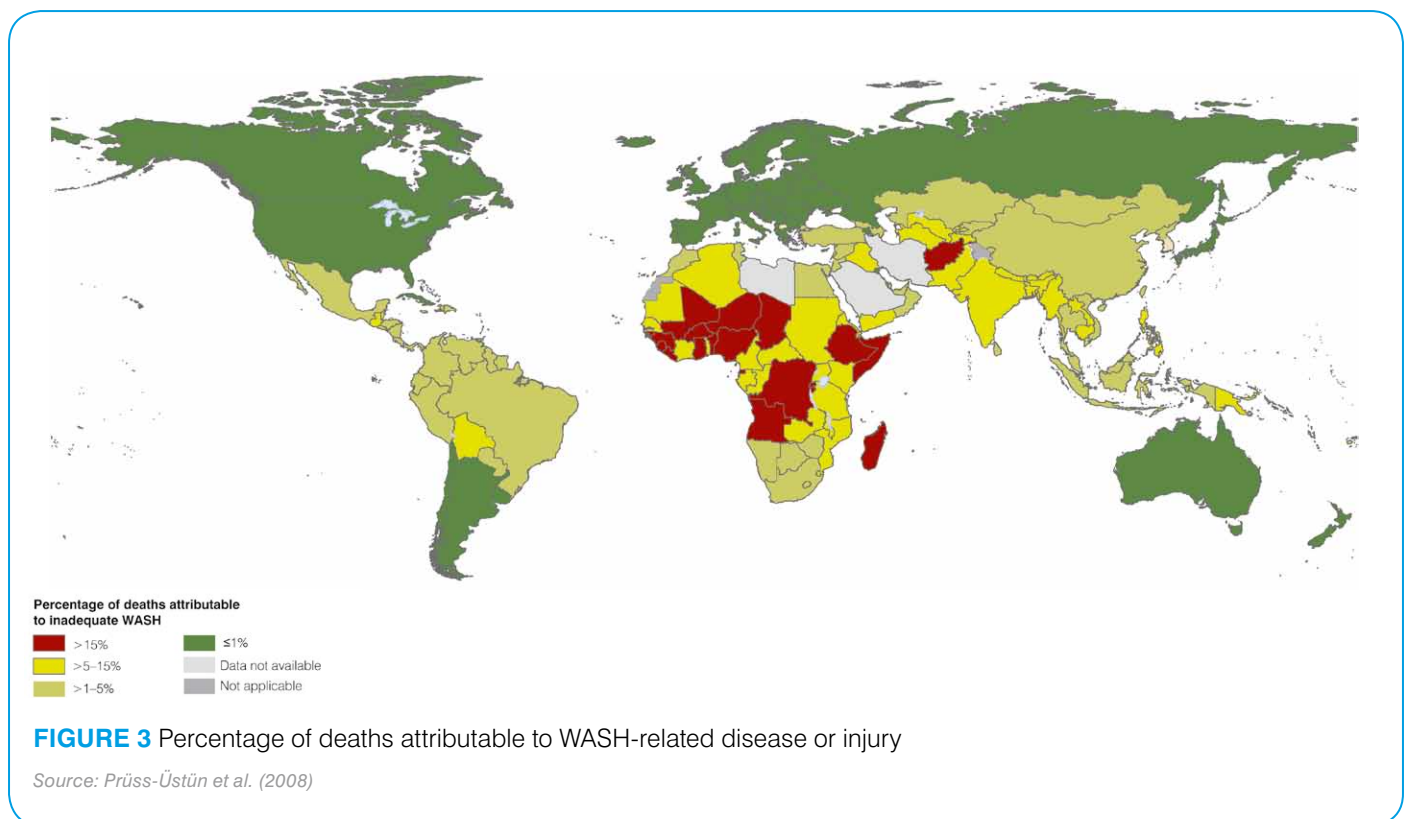 Percentage of deaths attributable
to inadequate WASH
>15%
>5–15%
>1–5%
≤1%
Data not available
Not applicable
FIGURE 3 Percentage of deaths attributable to WASH-related disease or injury
Source: Prüss-Üstün et al. (2008)